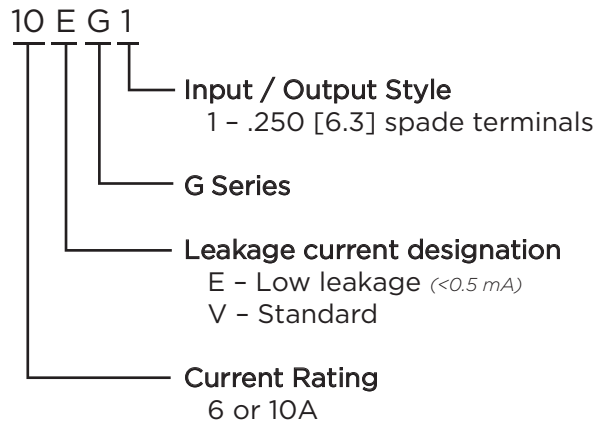 10 E G 1
Input / Output Style
1 – .250 [6.3] spade terminals
G Series
Leakage current designation
E – Low leakage (<0.5 mA)
V – Standard
Current Rating
6 or 10A